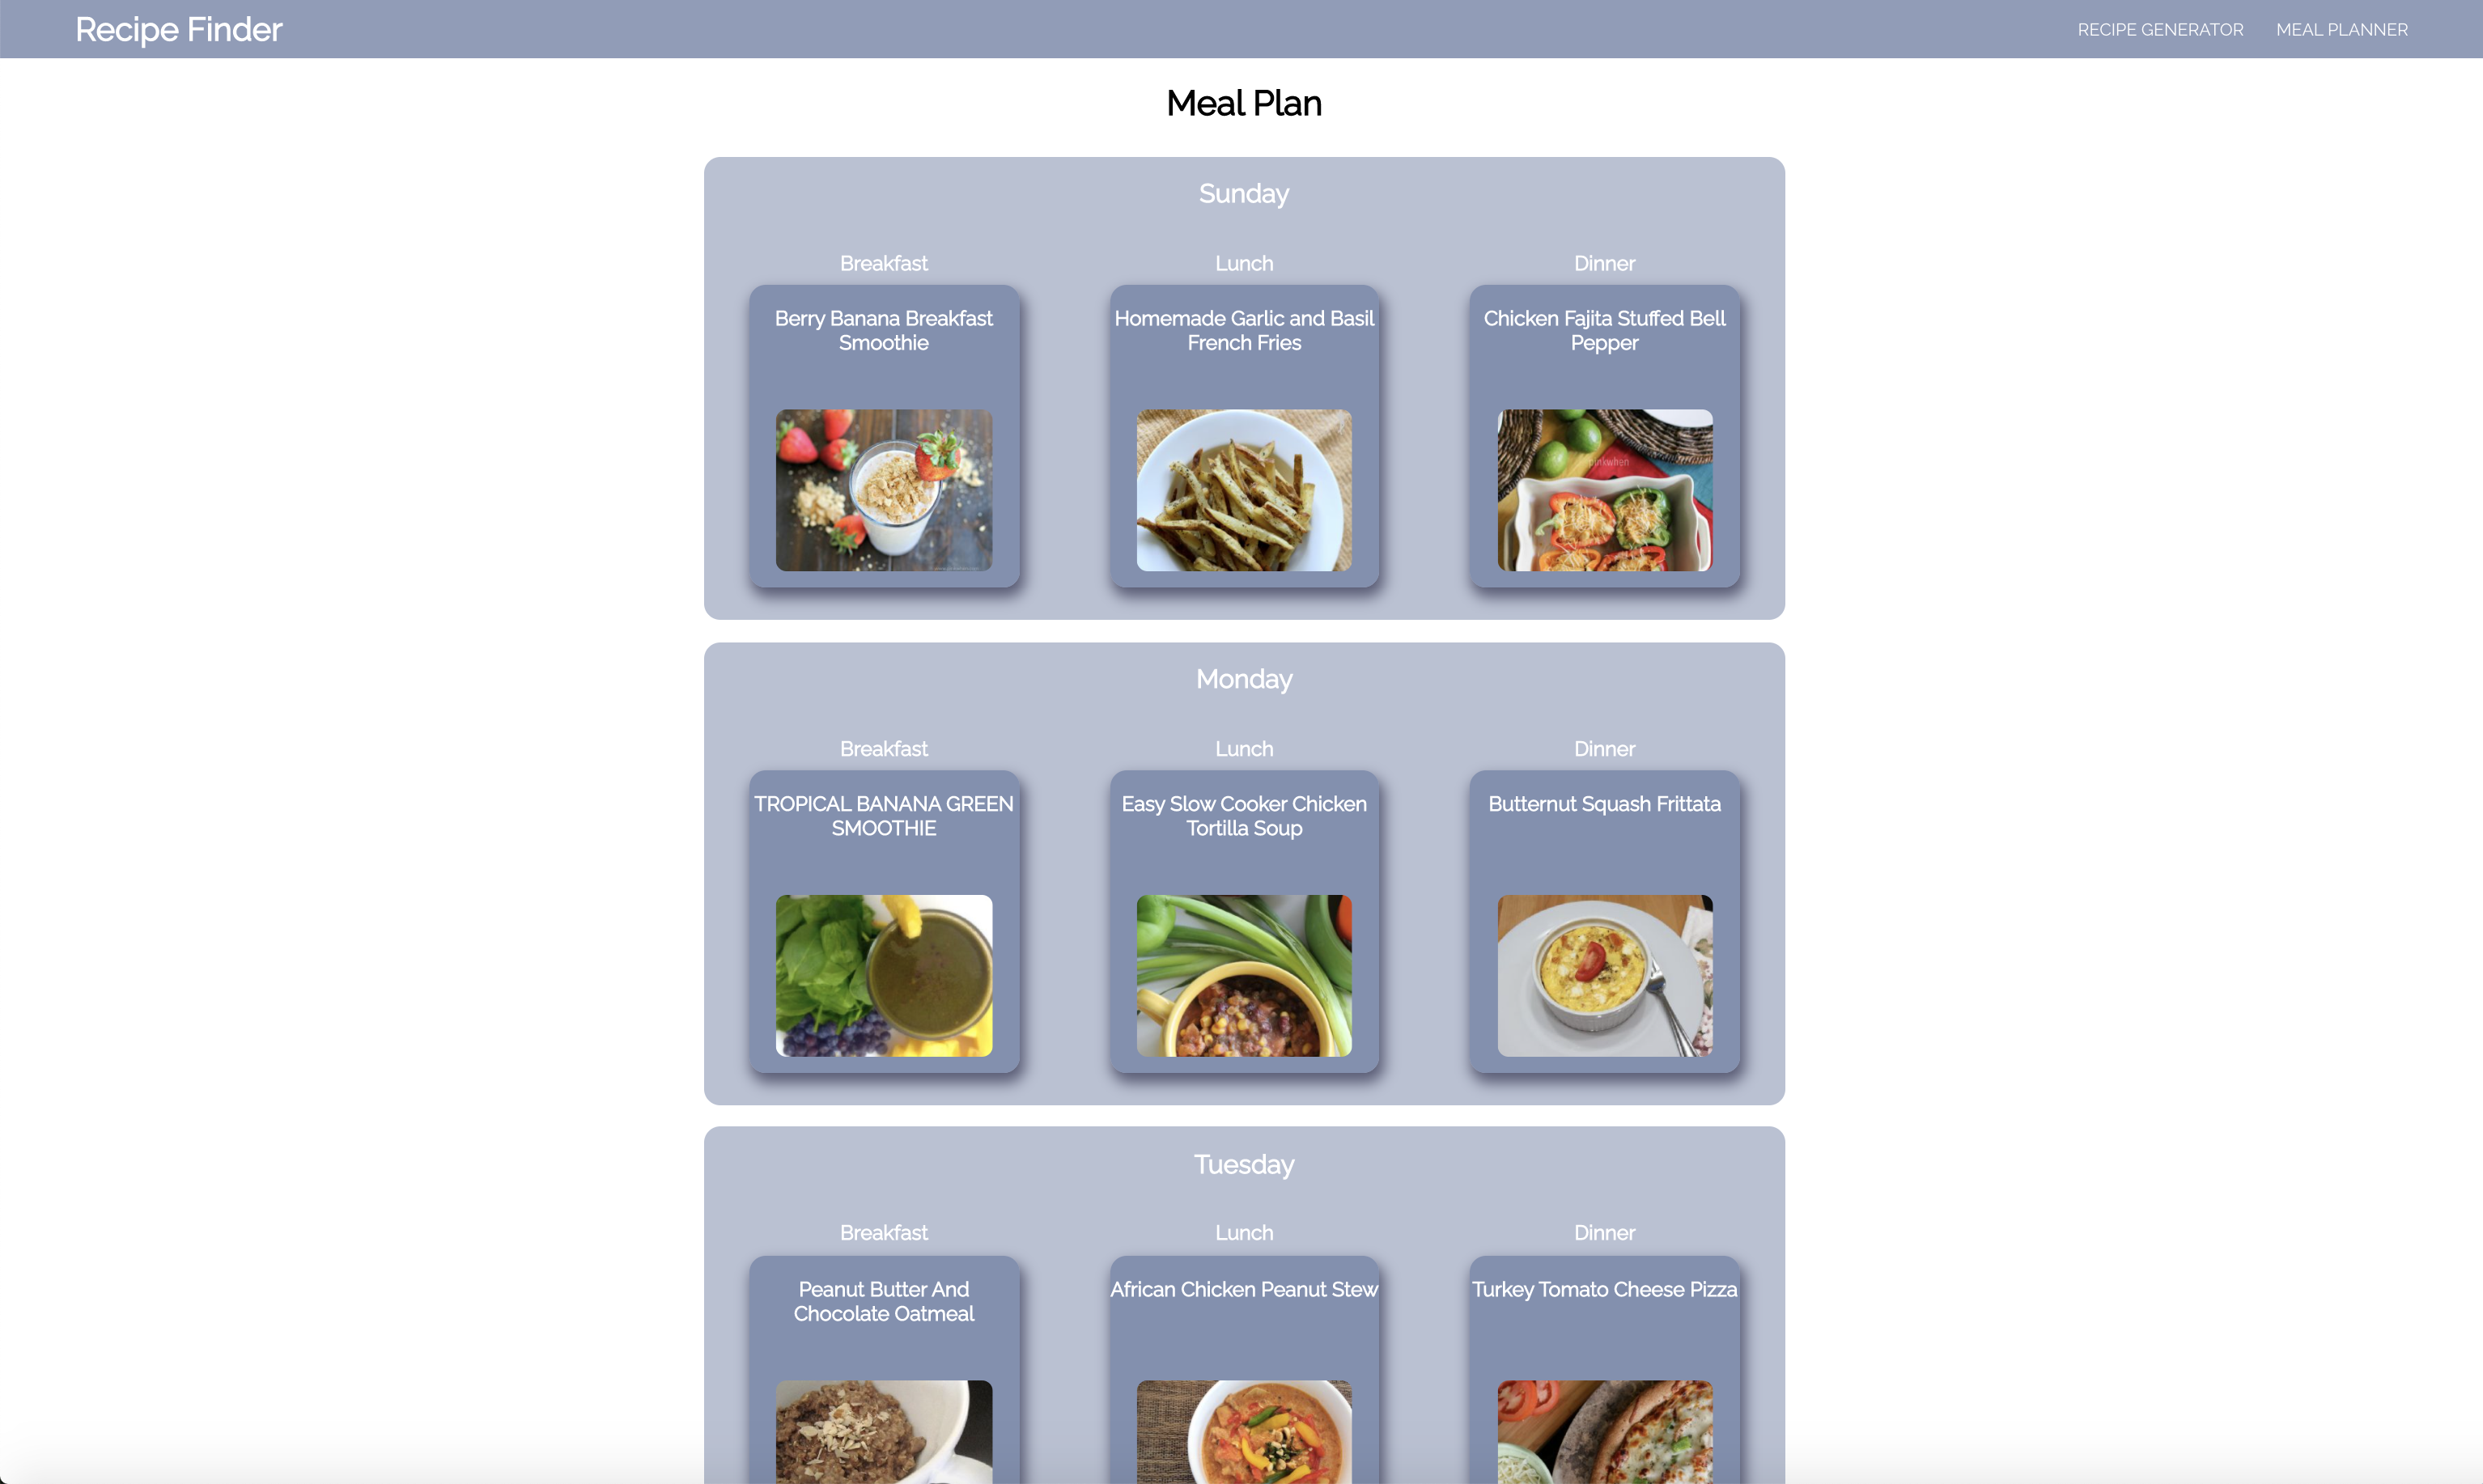 Recipe Finder
RECIPE GENERATOR
MEAL PLANNER
Meal Plan
Sunday
Breakfast
Lunch
Dinner
Berry Banana Breakfast
Smoothie
Homemade Garlic and Basil
French Fries
Chicken Fajita Stuffed Bell
Pepper
pinkwhen
Monday
Breakfast
Lunch
Dinner
TROPICAL BANANA GREEN
SMOOTHIE
Easy Slow Cooker Chicken
Tortilla Soup
Butternut Squash Frittata
Tuesday
Breakfast
Lunch
Dinner
Peanut Butter And
Chocolate Oatmeal
African Chicken Peanut Stew
Turkey Tomato Cheese Pizza